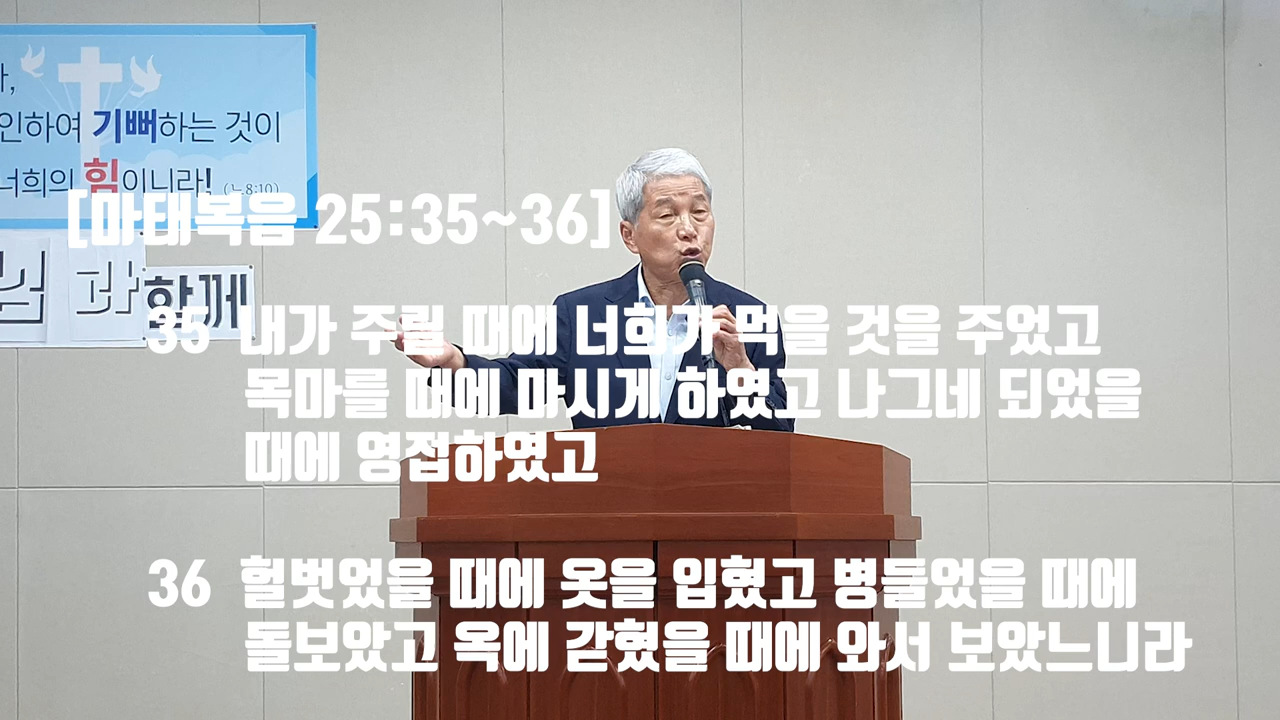 인하여 기뻐하는 것이
너희의 힘이니라! (느8:10)
함께
[마태복음 25:35~36]
35 내가 주릴 때에 너희가 먹을 것을 주었고
목마를 때에 마시게 하였고 나그네 되었을
때에 영접하였고
36 헐벗었을 때에 옷을 입혔고 병들었을 때에
돌보았고 옥에 갇혔을 때에 와서 보았느니라